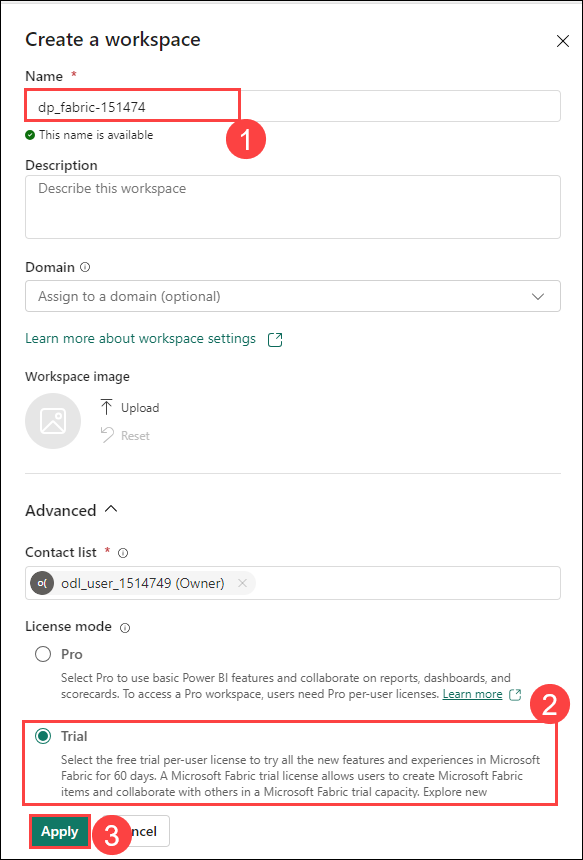 Create a workspace
Name *
dp_fabric-151474
This name is available
1
Description
Describe this workspace
Domain
Assign to a domain (optional)
Learn more about workspace settings
Workspace image
Upload
Reset
Advanced
Contact list *
o(
odl_user_1514749 (Owner)
License mode
Pro
Select Pro to use basic Power BI features and collaborate on reports, dashboards, and
scorecards. To access a Pro workspace, users need Pro per-user licenses. Learn more
2
Trial
Select the free trial per-user license to try all the new features and experiences in Microsoft
Fabric for 60 days. A Microsoft Fabric trial license allows users to create Microsoft Fabric
items and collaborate with others in a Microsoft Fabric trial capacity. Explore new
Apply
3
ncel